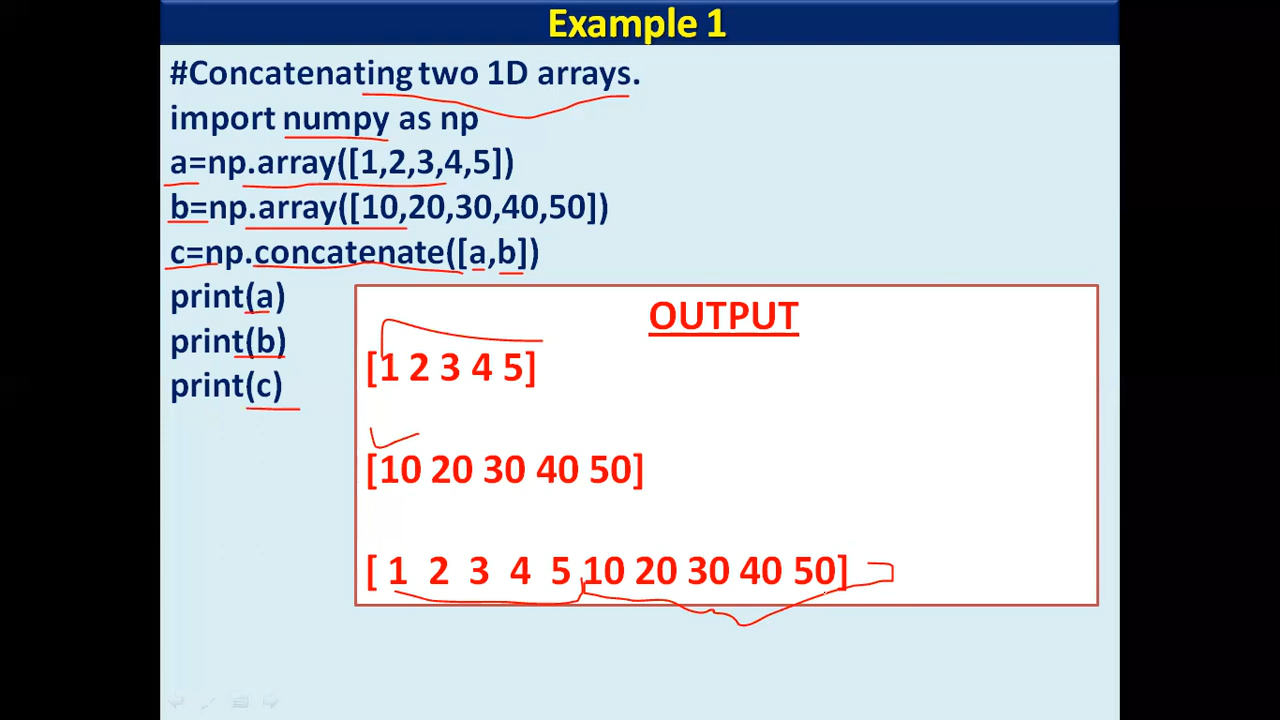 Example 1
#Concatenating two 1D arrays.
import numpy as np
a=np.array([1,2,3,4,5])
b=np.array([10,20,30,40,50])
c=np.concatenate([a,b])
print(a)
print(b)
print(c)
OUTPUT
[1 2 3 4 5]
[10 20 30 40 50]
[ 1 2 3 4 5 10 20 30 40 50]